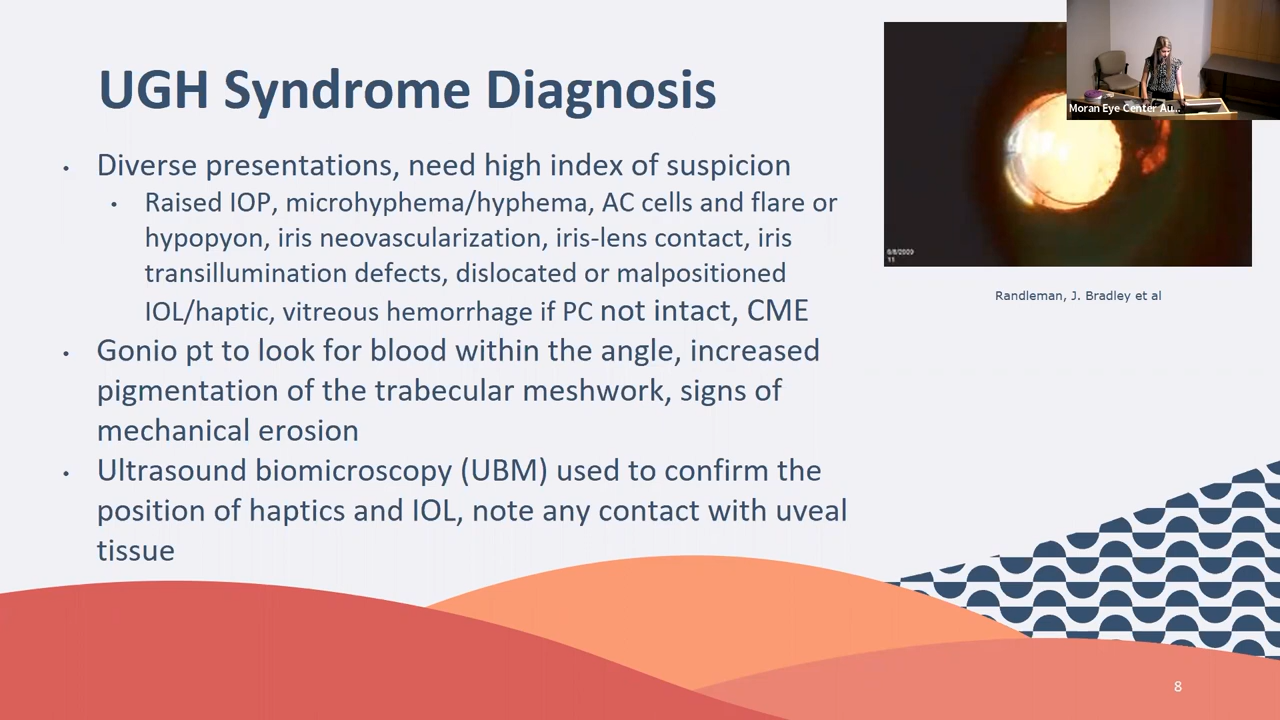 UGH Syndrome Diagnosis
• Diverse presentations, need high index of suspicion
• Raised IOP, microhyphema/hyphema, AC cells and flare or
hypopyon, iris neovascularization, iris-lens contact, iris
transillumination defects, dislocated or malpositioned
IOL/haptic, vitreous hemorrhage if PC not intact, CME
• Gonio pt to look for blood within the angle, increased
pigmentation of the trabecular meshwork, signs of
mechanical erosion
• Ultrasound biomicroscopy (UBM) used to confirm the
position of haptics and IOL, note any contact with uveal
tissue
Moran Eye Center Au...
Randleman, J. Bradley et al
8